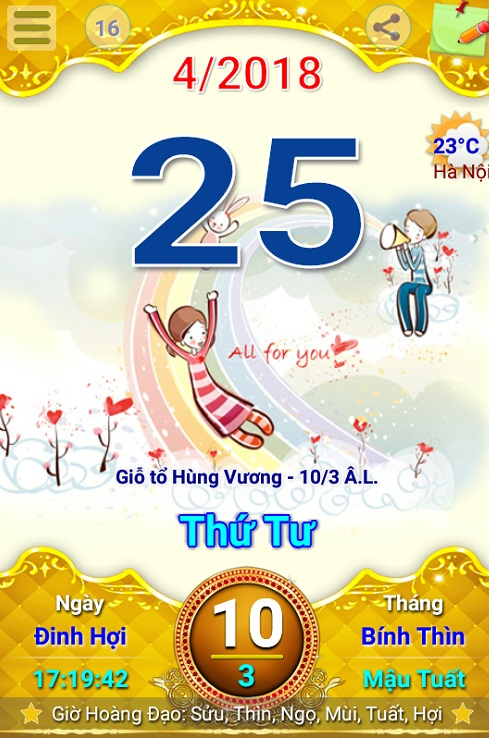 16
4/2018
25
23°C
Hà Nội
All for you
Giỗ tổ Hùng Vương - 10/3 Â.L.
Thứ Tư
Ngày
Đinh Hợi
17:19:42
10
3
Tháng
Bính Thìn
Mậu Tuất
Giờ Hoàng Đạo: Sửu, Thìn, Ngọ, Mùi, Tuất, Hợi